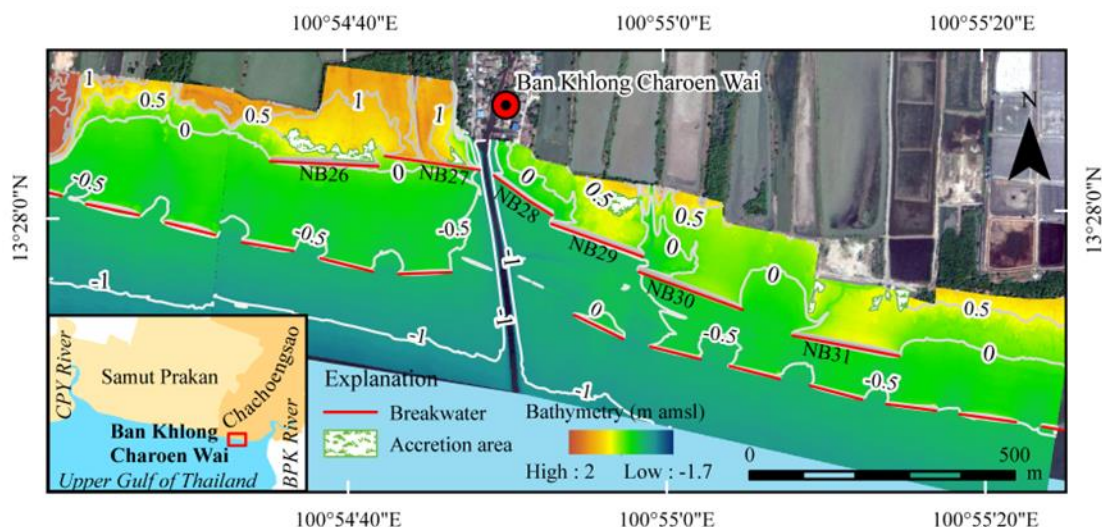 100°54'40"E 100°55'0"E 100°55'20"E
Ban Khlong Charoen Wai
N
1
0.5
0
0.5
1
1
NB26
0
NB27
NB28
0
0.5
0.5
0
NB29
NB30
0
0.5
NB31
0
-0.5
-0.5
-0.5
-1
-1
-1
-1
0
-0.5
-0.5
-1
13°28'0"N
13°28'0"N
Explanation
Breakwater
Accretion area
Bathymetry (m amsl)
High : 2 Low : -1.7
0 500
m
CPY River
Samut Prakan
Chachoengsao
Ban Khlong
Charoen Wai
BPK River
Upper Gulf of Thailand
100°54'40"E 100°55'0"E 100°55'20"E